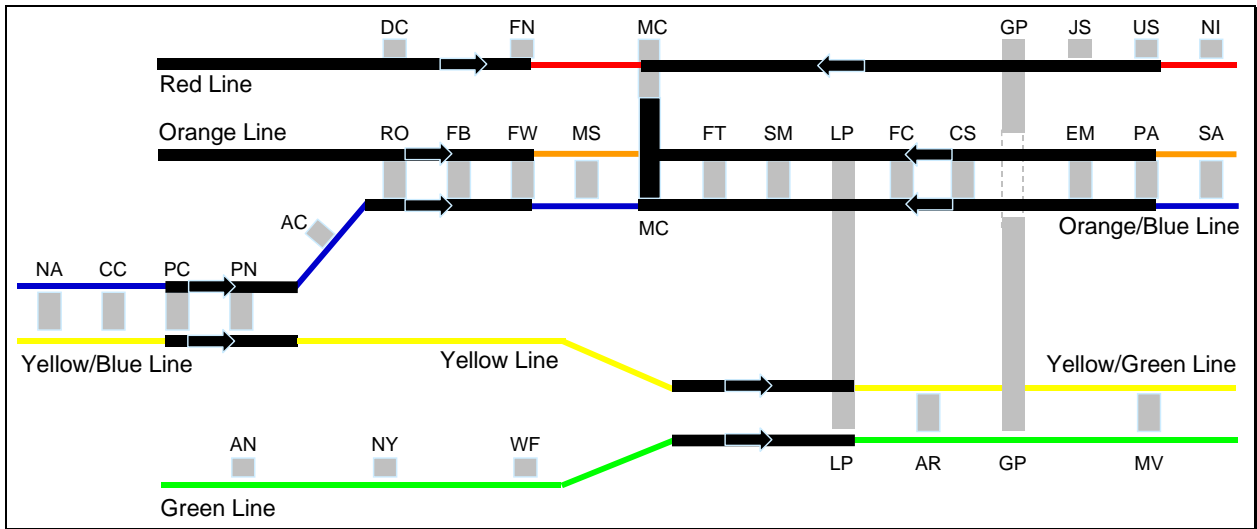 DC FN MC GP JS US NI
Red Line
Orange Line RO FB FW MS FT SM LP FC CS EM PA SA
AC MC Orange/Blue Line
NA CC PC PN
Yellow/Blue Line Yellow Line Yellow/Green Line
AN NY WF
LP AR GP MV
Green Line